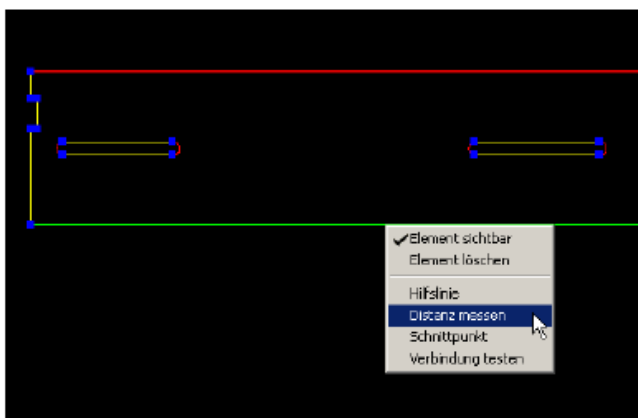 Element sichtbar
Element löschen
Hilfslinie
Distanz messen
Schnittpunkt
Verbindung testen